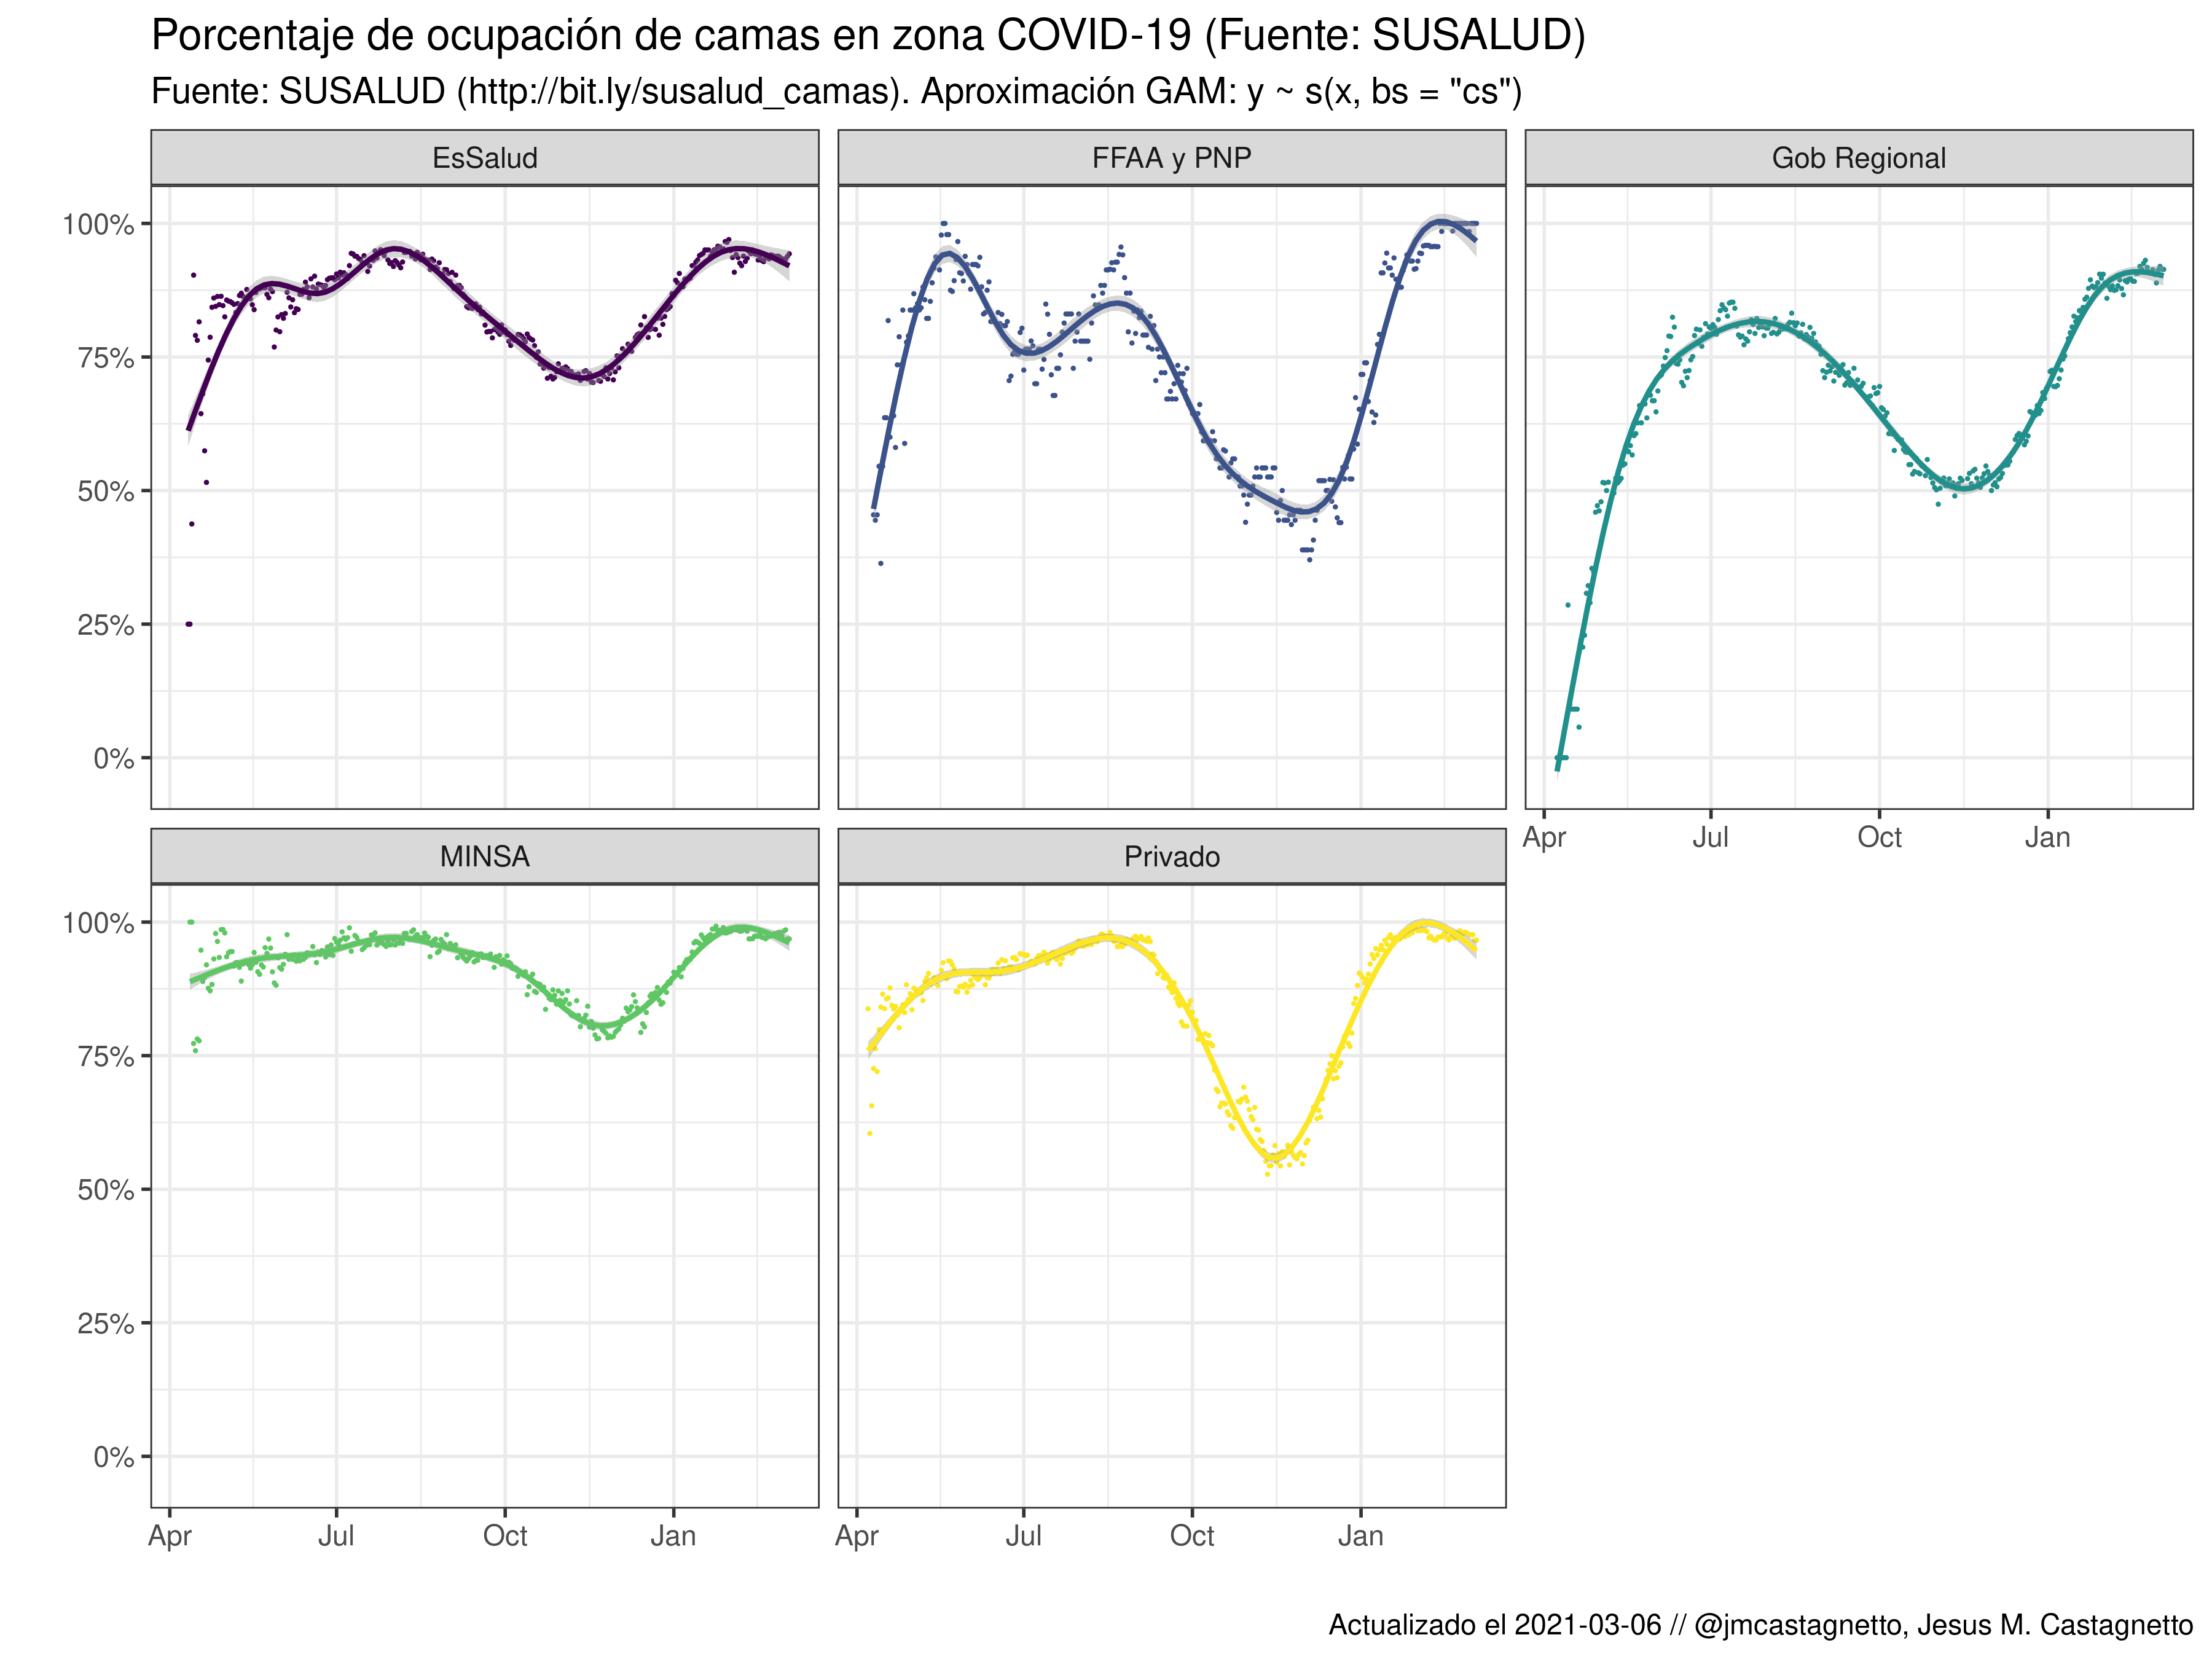 Porcentaje de ocupación de camas en zona COVID-19 (Fuente: SUSALUD)
Fuente: SUSALUD (http://bit.ly/susalud_camas). Aproximación GAM: y ~ s(x, bs = "cs")
EsSalud
FFAA y PNP
Gob Regional
100%
75%
50%
25%
0%
Apr
Jul
Oct
Jan
MINSA
Privado
100%
75%
50%
25%
0%
Apr
Jul
Oct
Jan
Apr
Jul
Oct
Jan
Actualizado el 2021-03-06 // @jmcastagnetto, Jesus M. Castagnetto